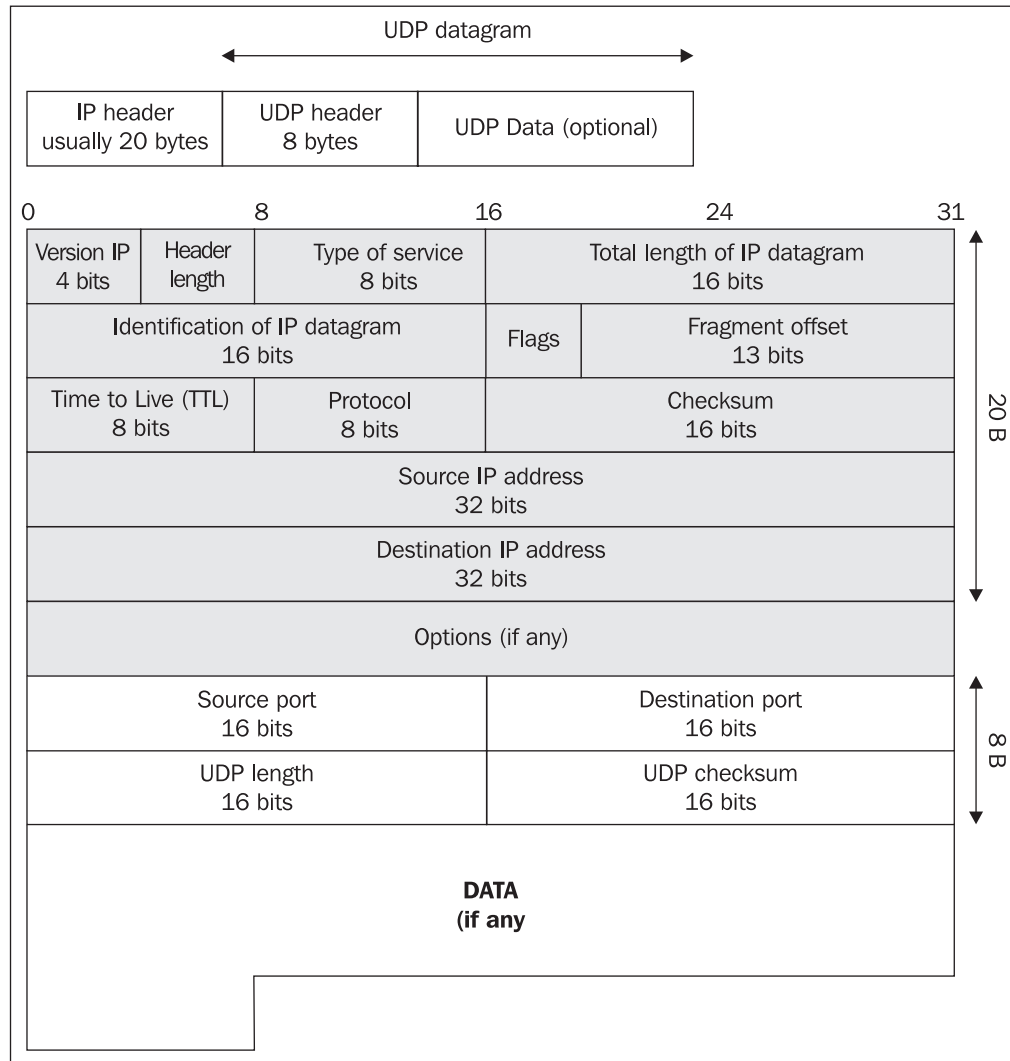 UDP datagram
IP header
usually 20 bytes
UDP header
8 bytes
UDP Data (optional)
0 8 16 24 31
Version IP
4 bits
Header
length
Type of service
8 bits
Total length of IP datagram
16 bits
Identification of IP datagram
16 bits
Flags
Fragment offset
13 bits
Time to Live (TTL)
8 bits
Protocol
8 bits
Checksum
16 bits
20 B
Source IP address
32 bits
Destination IP address
32 bits
Options (if any)
Source port
16 bits
Destination port
16 bits
8 B
UDP length
16 bits
UDP checksum
16 bits
DATA
(if any